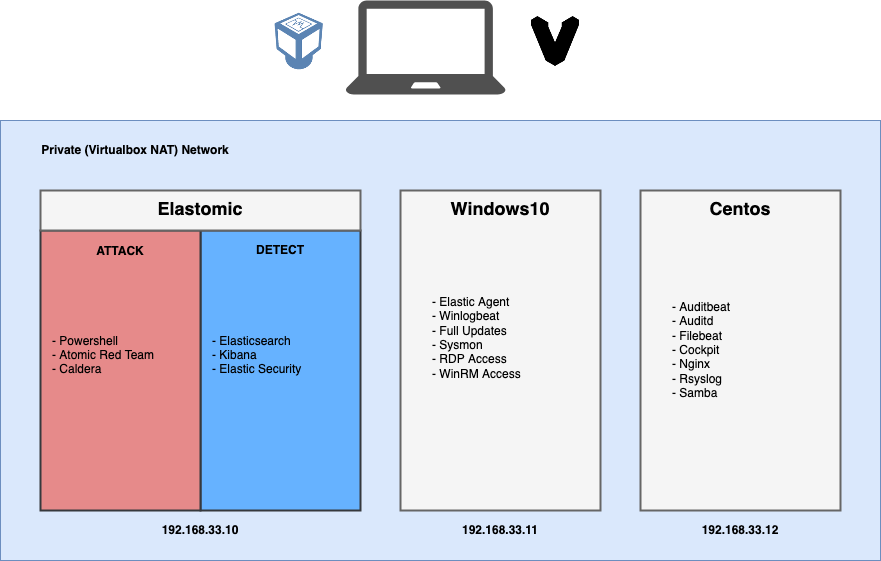 Private (Virtualbox NAT) Network
Elastomic
ATTACK
- Powershell
- Atomic Red Team
- Caldera
DETECT
- Elasticsearch
- Kibana
- Elastic Security
192.168.33.10
Windows10
- Elastic Agent
- Winlogbeat
- Full Updates
- Sysmon
- RDP Access
- WinRM Access
192.168.33.11
Centos
- Auditbeat
- Auditd
- Filebeat
- Cockpit
- Nginx
- Rsyslog
- Samba
192.168.33.12